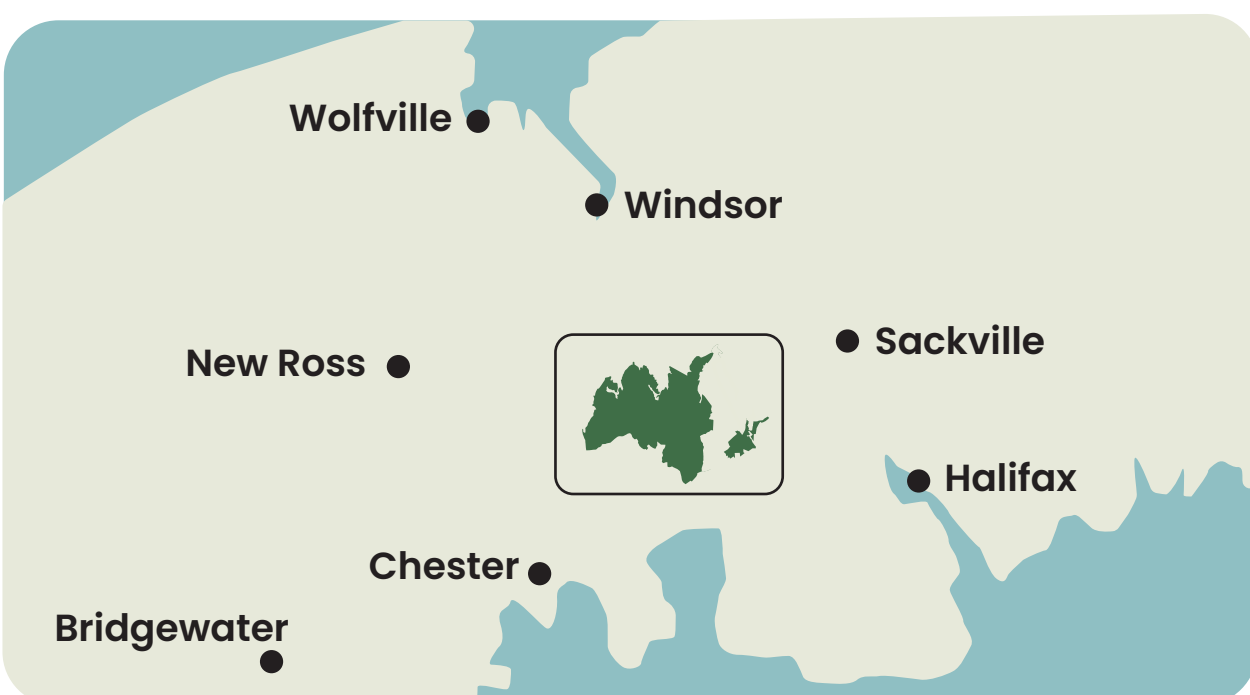 Wolfville
Windsor
Sackville
New Ross
Halifax
Chester
Bridgewater